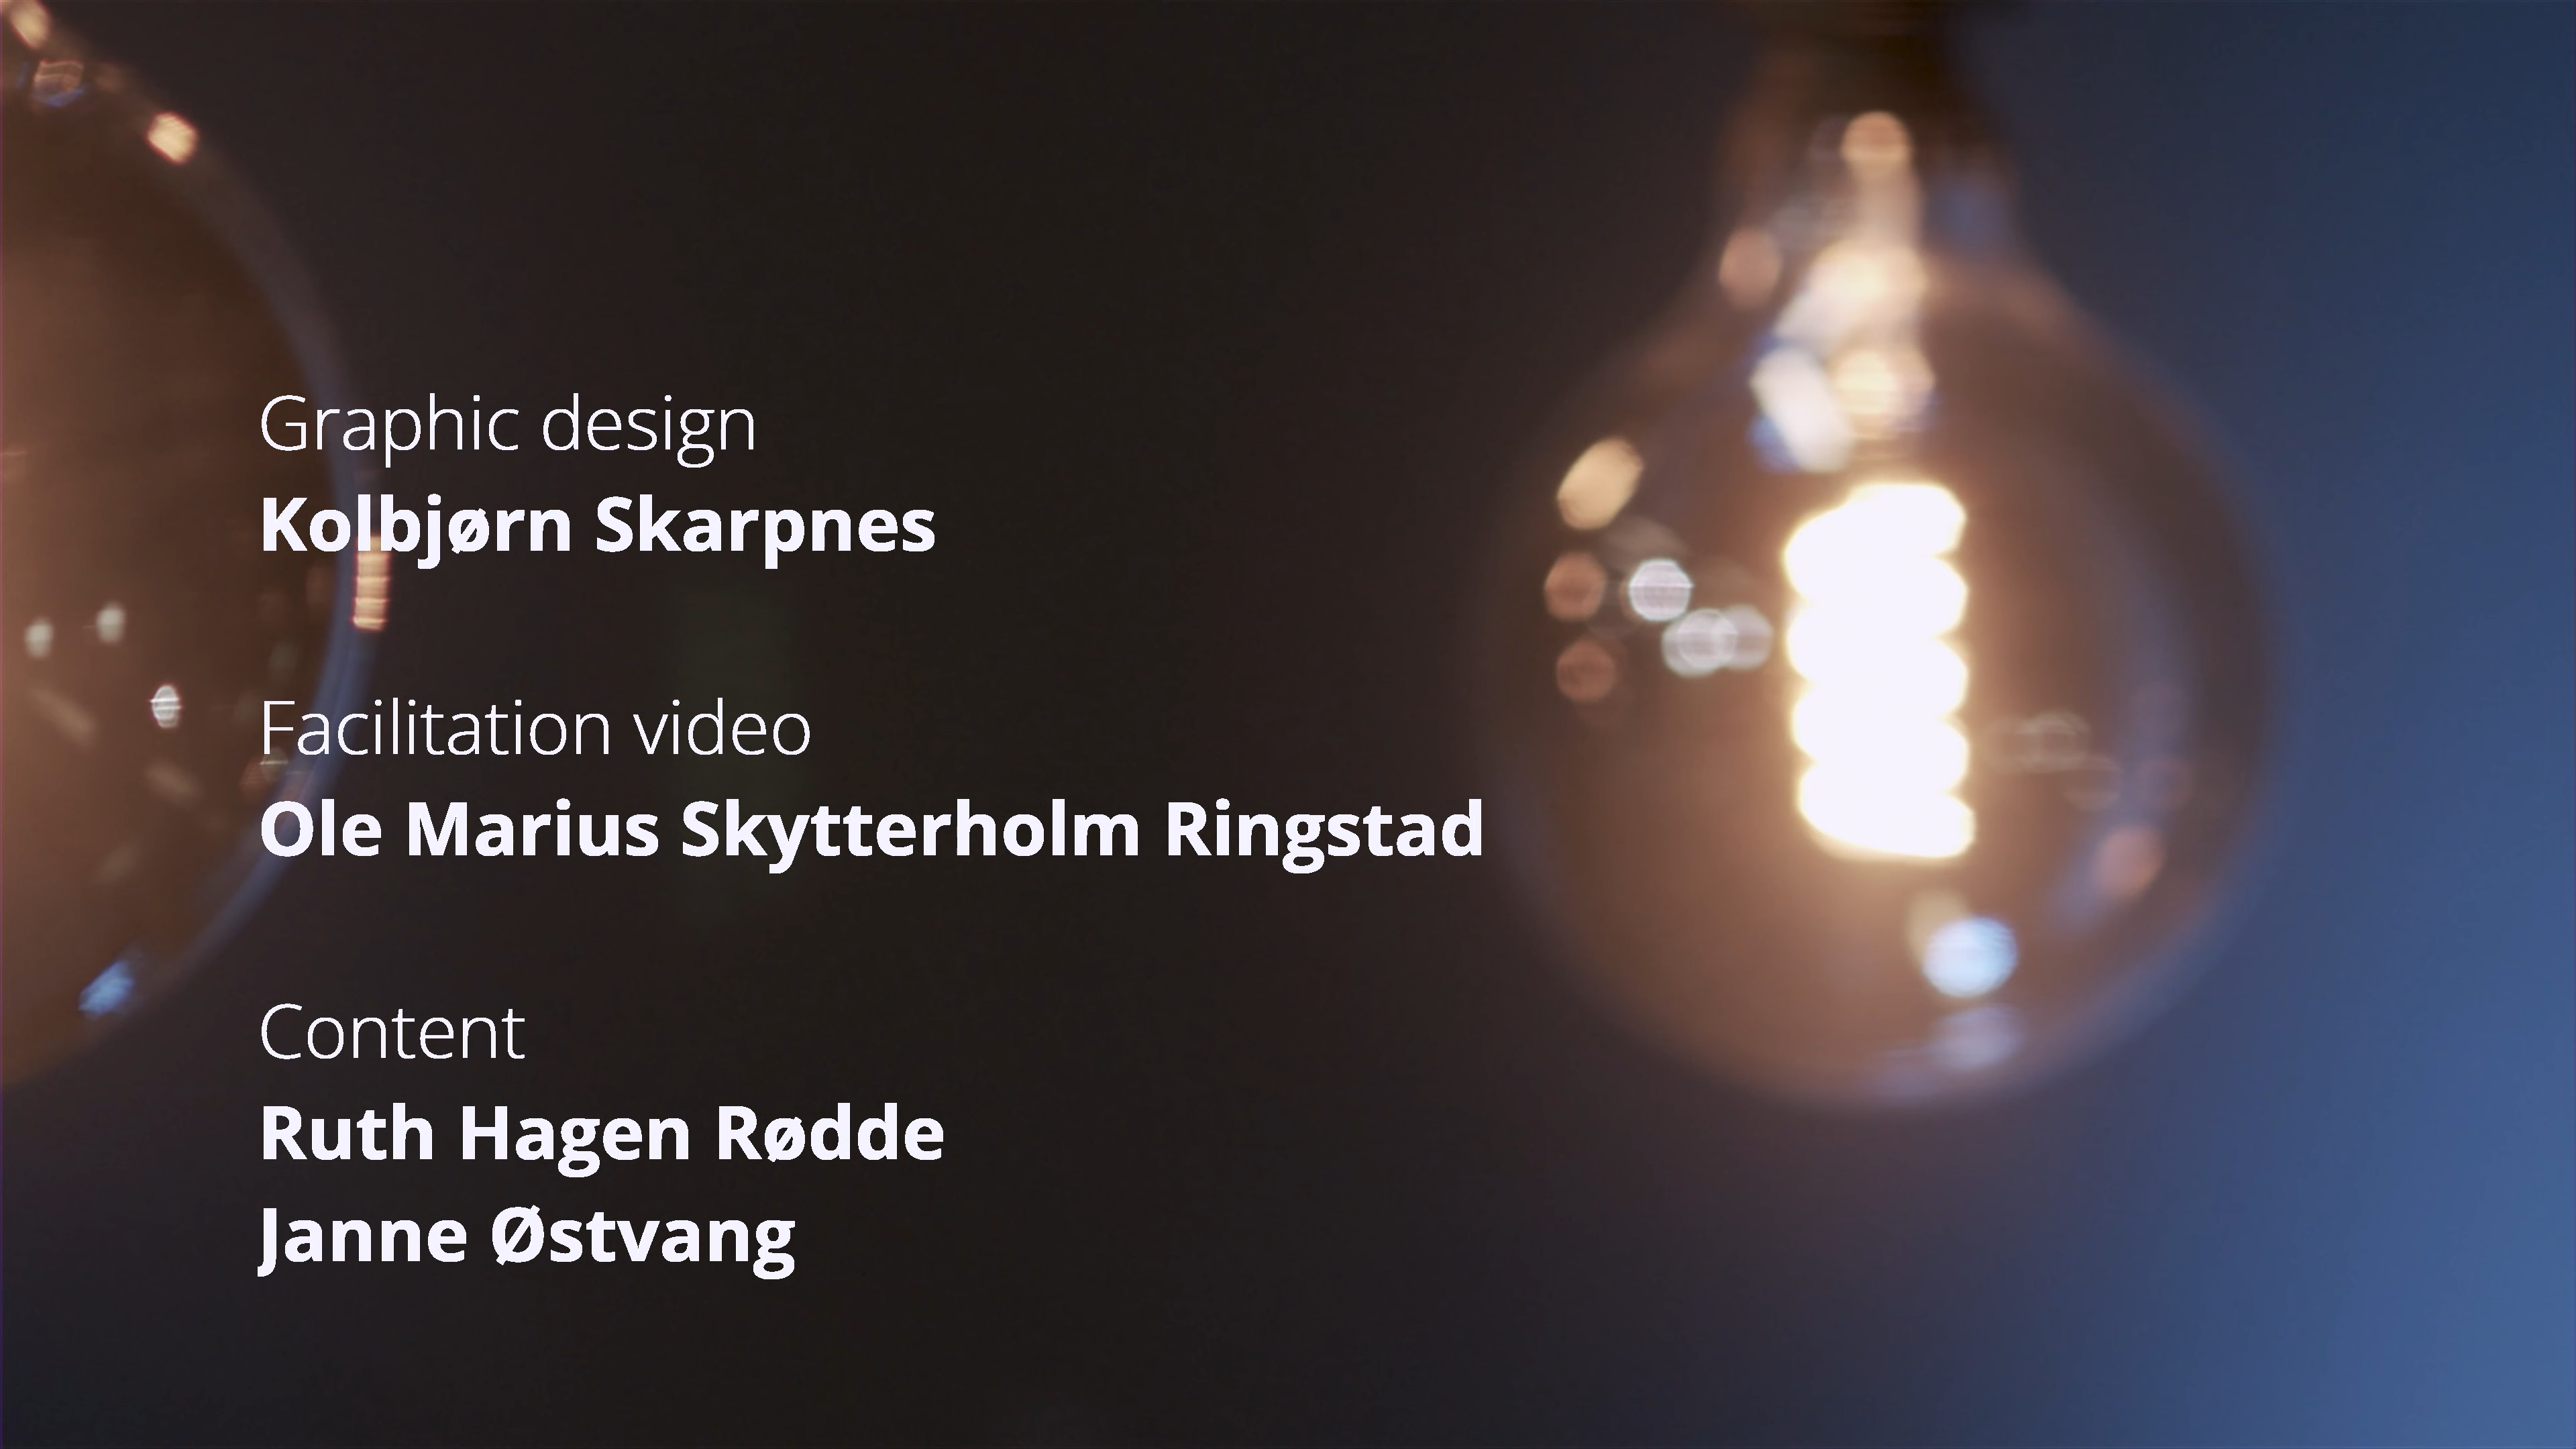 Graphic design
Kolbjørn Skarpnes
Facilitation video
Ole Marius Skytterholm Ringstad
Content
Ruth Hagen Rødde
Janne Østvang